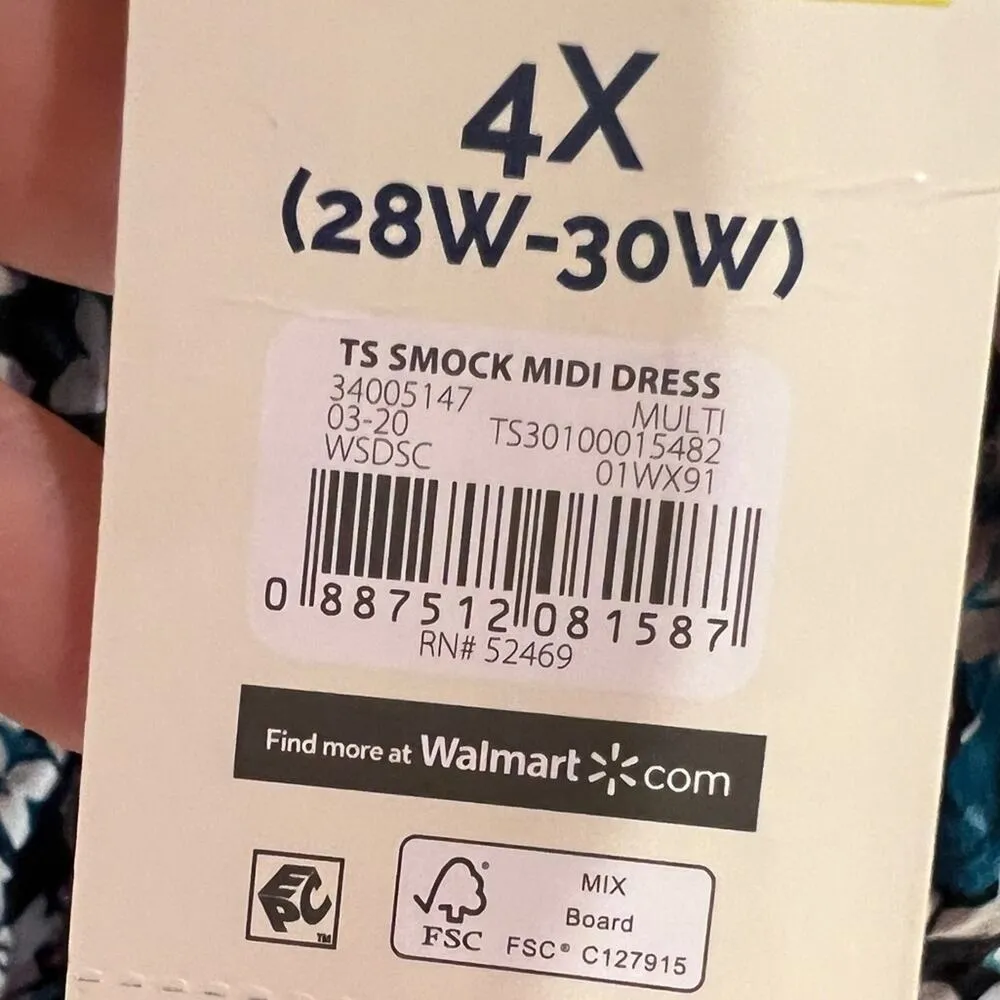 4X
(28W-30W)
TS SMOCK MIDI DRESS
34005147 MULTI
03-20 TS30100015482
WSDSC 01WX91
0 887512 081587
RN# 52469
Find more at Walmart com
EPC TM
FSC
MIX
Board
FSC® C127915